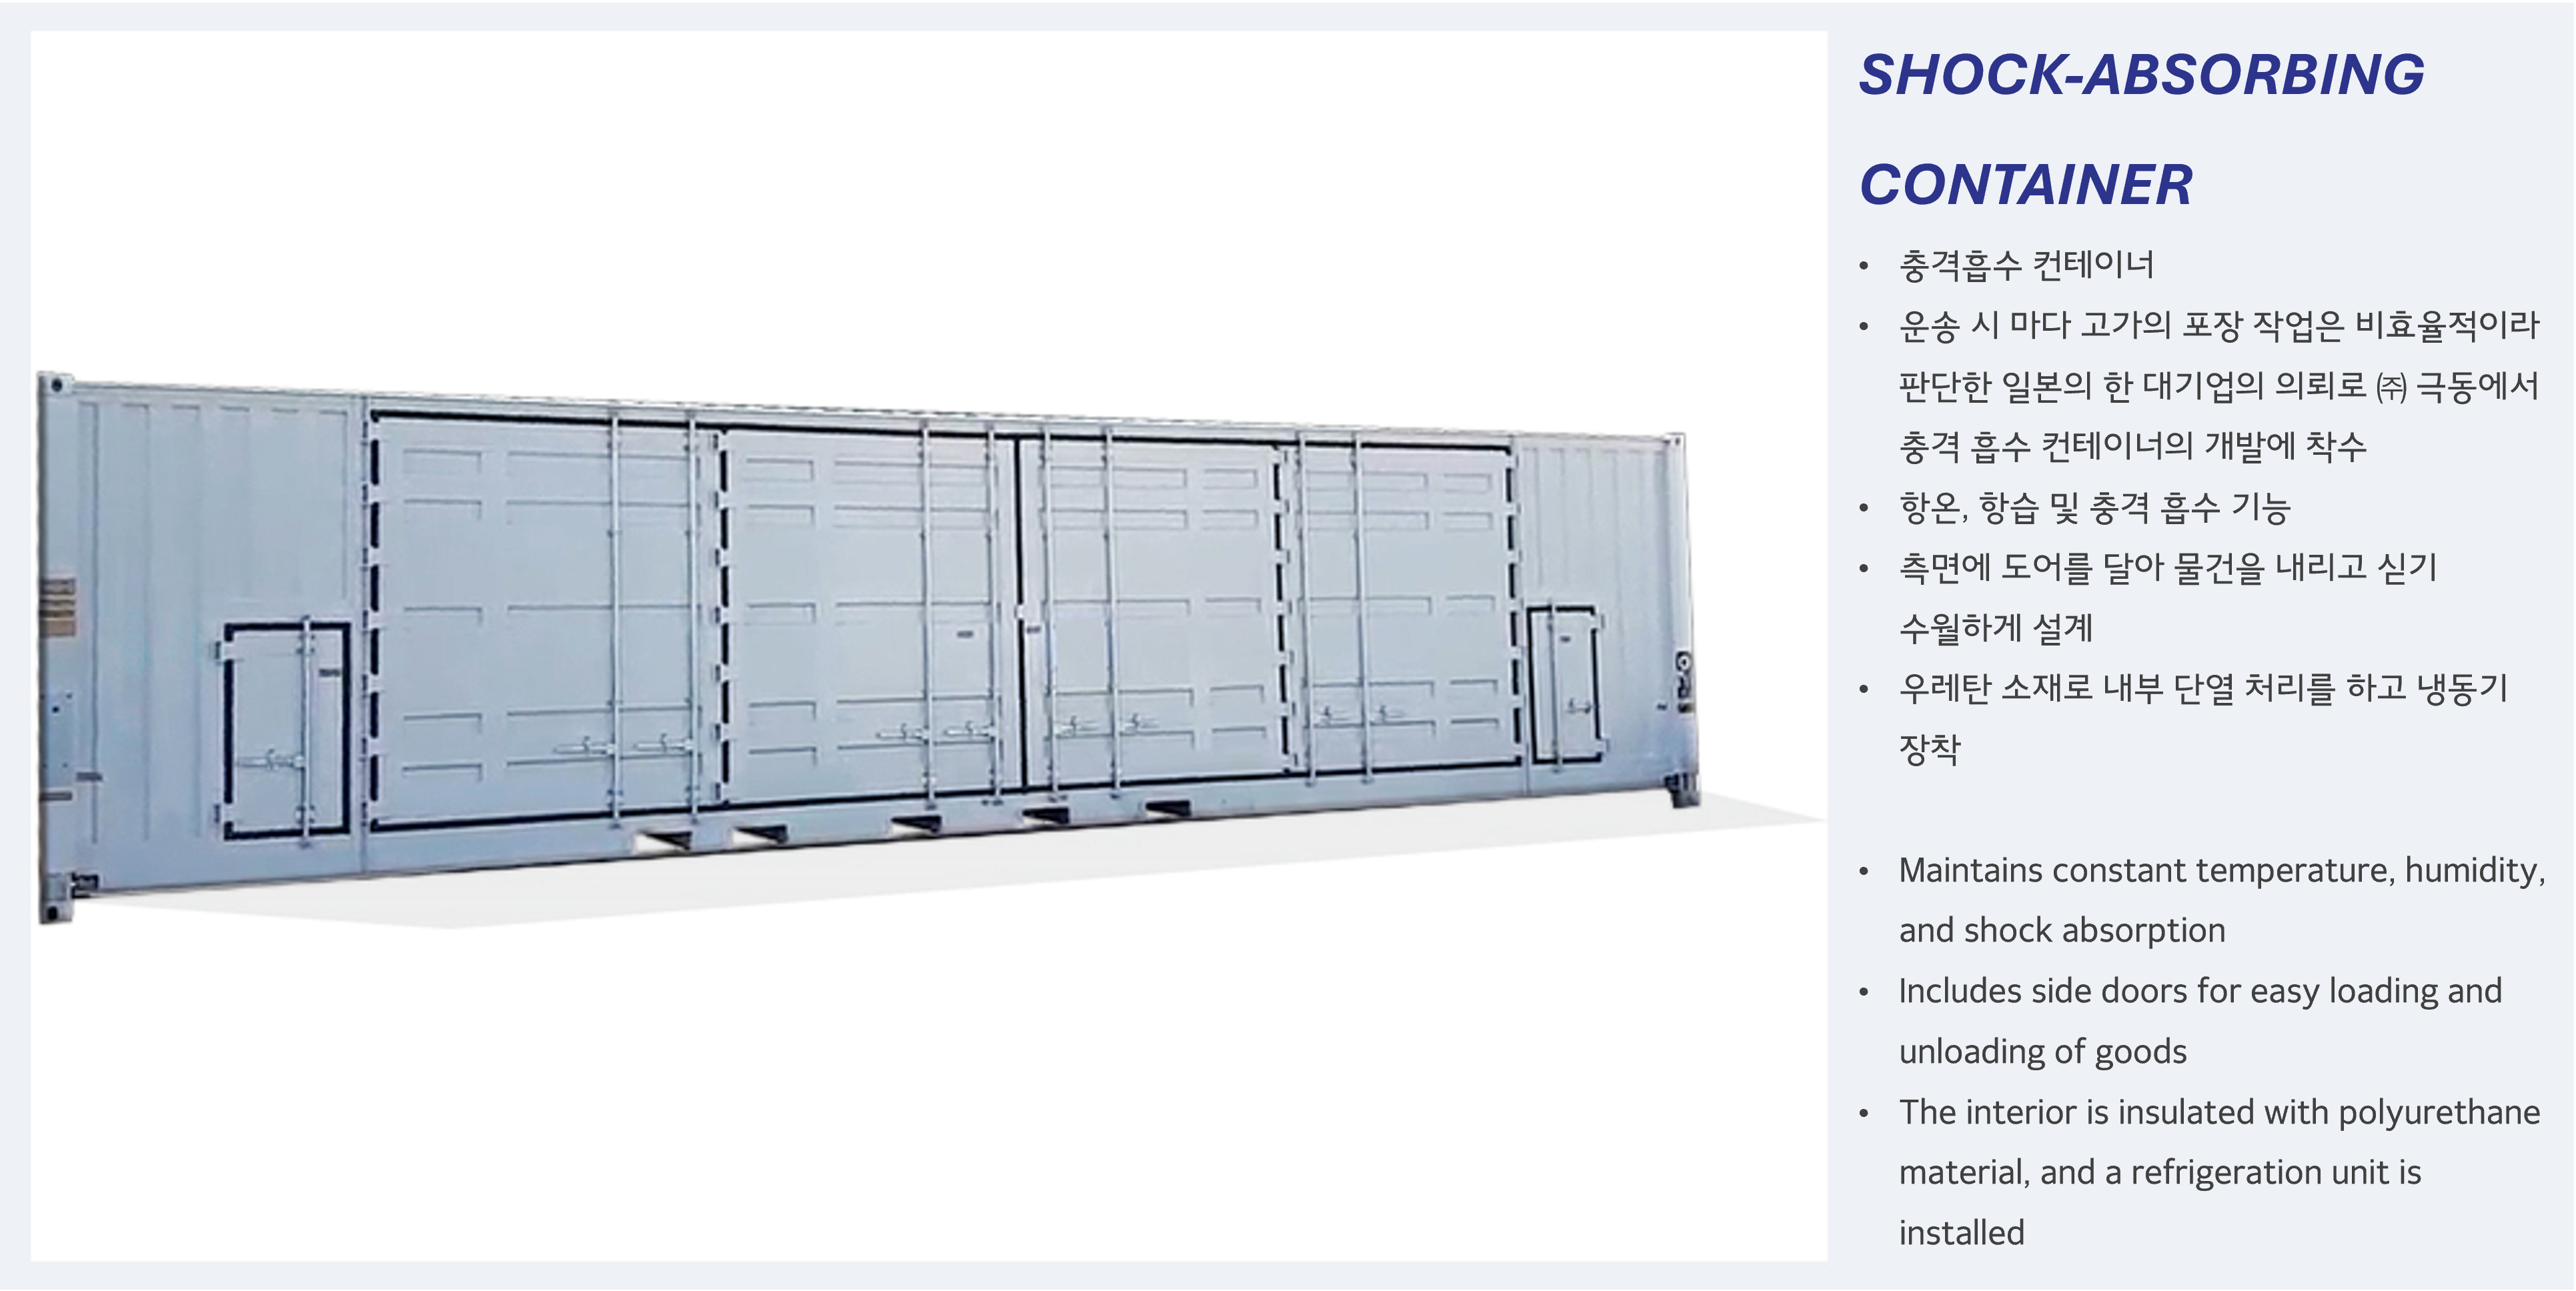 SHOCK-ABSORBING
CONTAINER
• 충격흡수 컨테이너
• 운송 시 마다 고가의 포장 작업은 비효율적이라
판단한 일본의 한 대기업의 의뢰로 ㈜ 극동에서
충격 흡수 컨테이너의 개발에 착수
• 항온, 항습 및 충격 흡수 기능
• 측면에 도어를 달아 물건을 내리고 싣기
수월하게 설계
• 우레탄 소재로 내부 단열 처리를 하고 냉동기
장착
• Maintains constant temperature, humidity,
and shock absorption
• Includes side doors for easy loading and
unloading of goods
• The interior is insulated with polyurethane
material, and a refrigeration unit is
installed